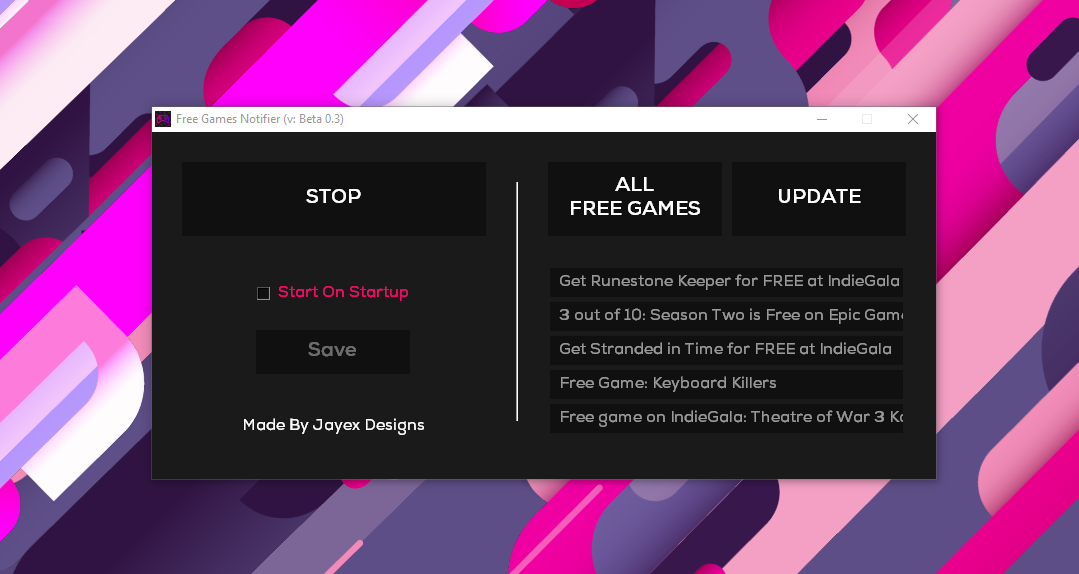 Free Games Notifier (v: Beta 0.3)
STOP
Start On Startup
Save
Made By Jayex Designs
ALL
FREE GAMES
UPDATE
Get Runestone Keeper for FREE at IndieGala
3 out of 10: Season Two is Free on Epic Game
Get Stranded in Time for FREE at IndieGala
Free Game: Keyboard Killers
Free game on IndieGala: Theatre of War 3 Ko